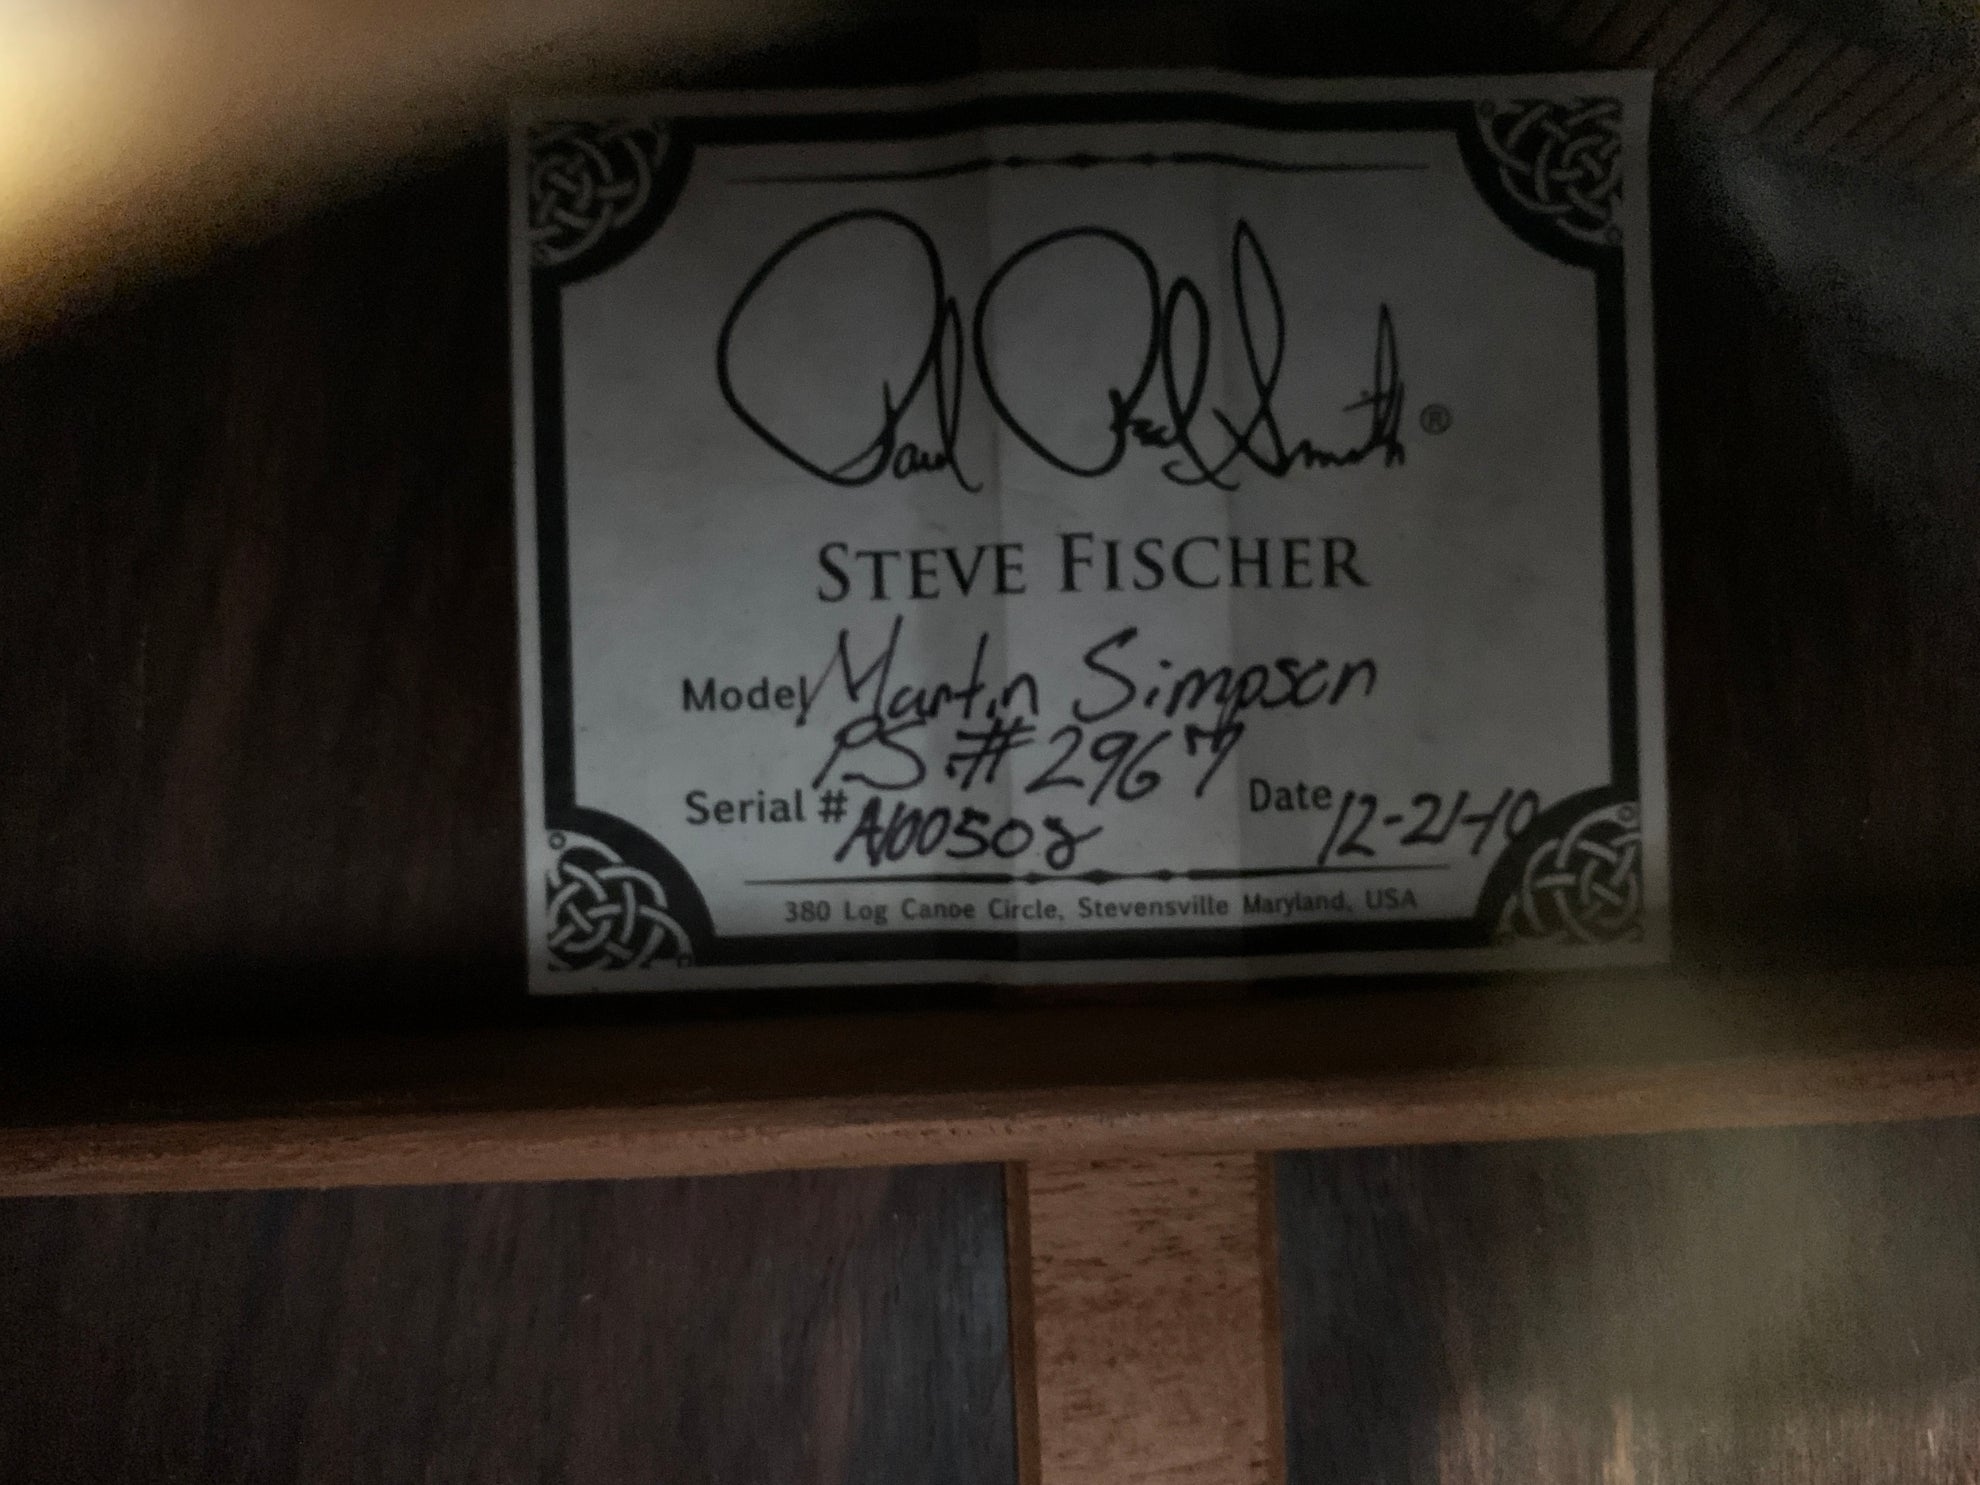 Paul Reed Smith ®
STEVE FISCHER
Model Martin Simpson
PS # 2967
Serial # A100508 Date 12-21-10
380 Log Canoe Circle, Stevensville Maryland, USA